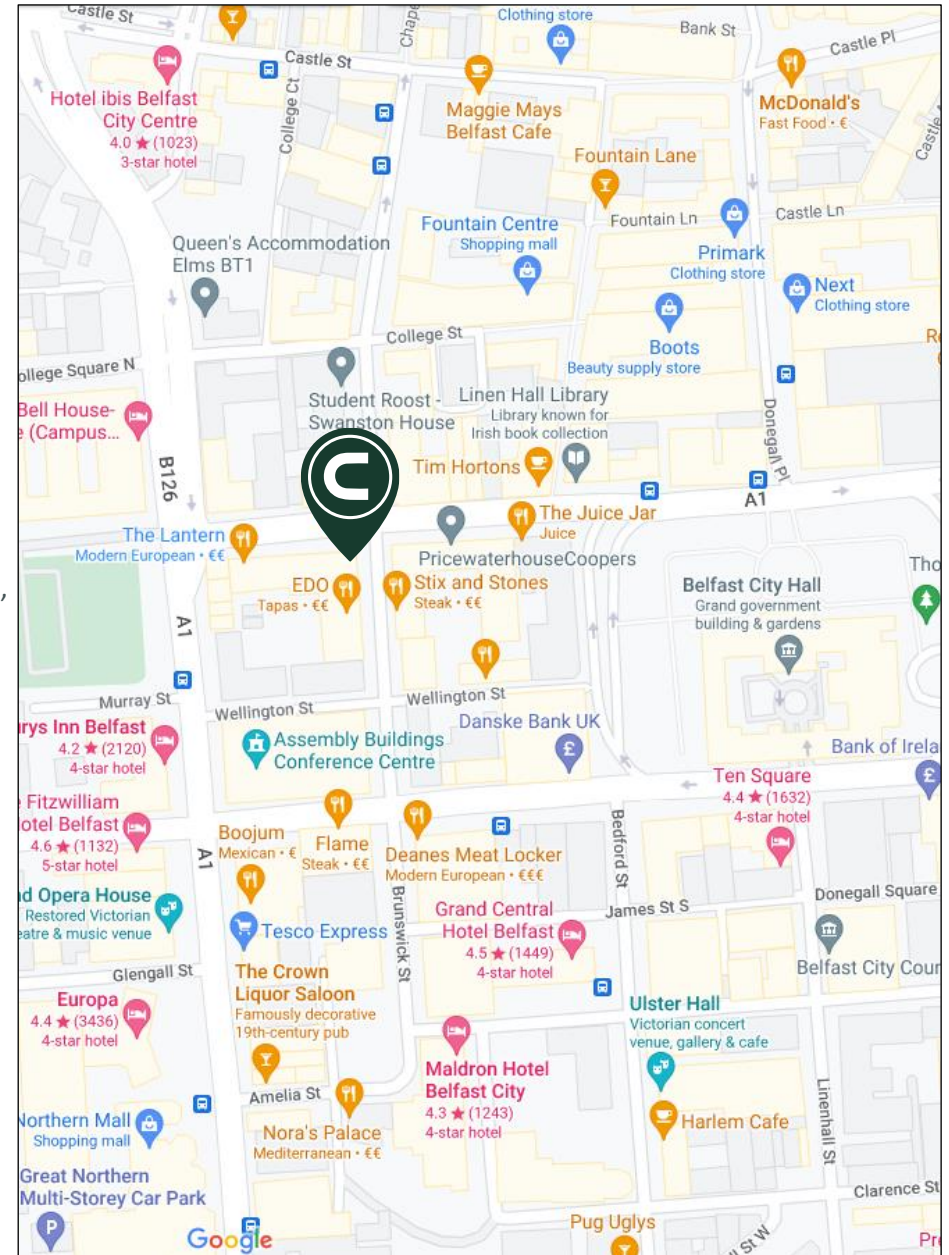 Castle St
Chape
Clothing store
Bank St
Castle Pl
Castle St
Hotel ibis Belfast
City Centre
4.0 ★ (1023)
3-star hotel
College Ct
Maggie Mays
Belfast Cafe
McDonald's
Fast Food • €
Castle
Fountain Lane
Fountain Ln
Castle Ln
Queen's Accommodation
Elms BT1
Fountain Centre
Shopping mall
Primark
Clothing store
Next
Clothing store
College St
Boots
Beauty supply store
R
ollege Square N
Student Roost -
Swanston House
Linen Hall Library
Library known for
Irish book collection
Bell House-
e (Campus...
Donegall Pl
B126
C
Tim Hortons
A1
The Lantern
Modern European • €€
The Juice Jar
Juice
PricewaterhouseCoopers
EDO
Tapas • €€
Stix and Stones
Steak • €€
Belfast City Hall
Grand government
building & gardens
Tho
,
A1
Murray St
Wellington St
Wellington St
urys Inn Belfast
4.2 ★ (2120)
4-star hotel
Assembly Buildings
Conference Centre
Danske Bank UK
£
Bank of Irela
£
Ten Square
4.4 ★ (1632)
4-star hotel
e Fitzwilliam
otel Belfast
4.6 ★ (1132)
5-star hotel
A1
Boojum
Mexican • €
Flame
Steak • €€
Deanes Meat Locker
Modern European • €€€
Bedford St
nd Opera House
Restored Victorian
eatre & music venue
Tesco Express
Brunswick St
Grand Central
Hotel Belfast
4.5 ★ (1449)
4-star hotel
James St S
Donegall Square
Belfast City Coun
Glengall St
The Crown
Liquor Saloon
Famously decorative
19th-century pub
Europa
4.4 ★ (3436)
4-star hotel
Ulster Hall
Victorian concert
venue, gallery & cafe
Maldron Hotel
Belfast City
4.3 ★ (1243)
4-star hotel
Amelia St
Linenhall St
Northern Mall
Shopping mall
Nora's Palace
Mediterranean • €€
Harlem Cafe
Great Northern
Multi-Storey Car Park
P
Clarence St
Google
Pug Uglys
ll St W
Pr